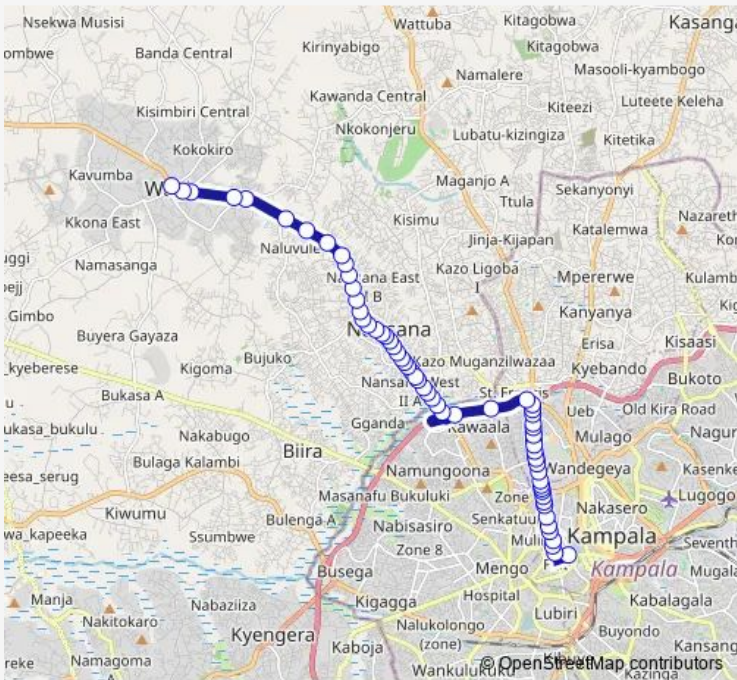 Nsekwa Musisi
Wattuba
Kitagobwa
Kasanga
ombwe
Banda Central
Kirinyabigo
Kitagobwa
Namalere
Masooli-kyambogo
Kawanda Central
Kiteezi
Luteete Keleha
Kisimbiri Central
Nkokonjeru
Lubatu-kizingiza
Kitetika
Kokokiro
Kavumba
Maganjo A
Sekanyonyi
W
Ttula
Kkona East
Kisimu
Nazareth
Katalemwa
Jinja-Kijapan
Naluvule
Namasanga
Kazo Ligoba
I
Mpererwe
Kulamb
pejj
Gimbo
Kanyanya
Buyera Gayaza
Erisa
Kisaasi
Bujuko
Kazo Muganzilwazaa
kyeberese
Kigoma
Kyebando
Bukoto
Bukasa A
Gganda
Kawaala
Ueb
Old Kira Road
ukasa_bukulu
Nakabugo
Mulago
Nagur
Biira
eesa_serug
Bulaga Kalambi
Namungoona
Wandegeya
Kasenke
Masanafu Bukuluki
Zone
Lugogo
Kiwumu
Bulenga A
Nabisasiro
Senkatuu
Nakasero
wa_kapeeka
Ssumbwe
Zone 8
Kampala
Seventh
Busega
Mengo
Kampala
Mugala
Manja
Nabaziiza
Kigagga
Hospital
Kabalagala
Nakitokaro
Lubiri
Kyengera
Nalukolongo
(zone)
Buyondo
reke
Namagoma
Kaboja
Kansang
Wankulukuku
Kazinga
© OpenStreetMap contributors